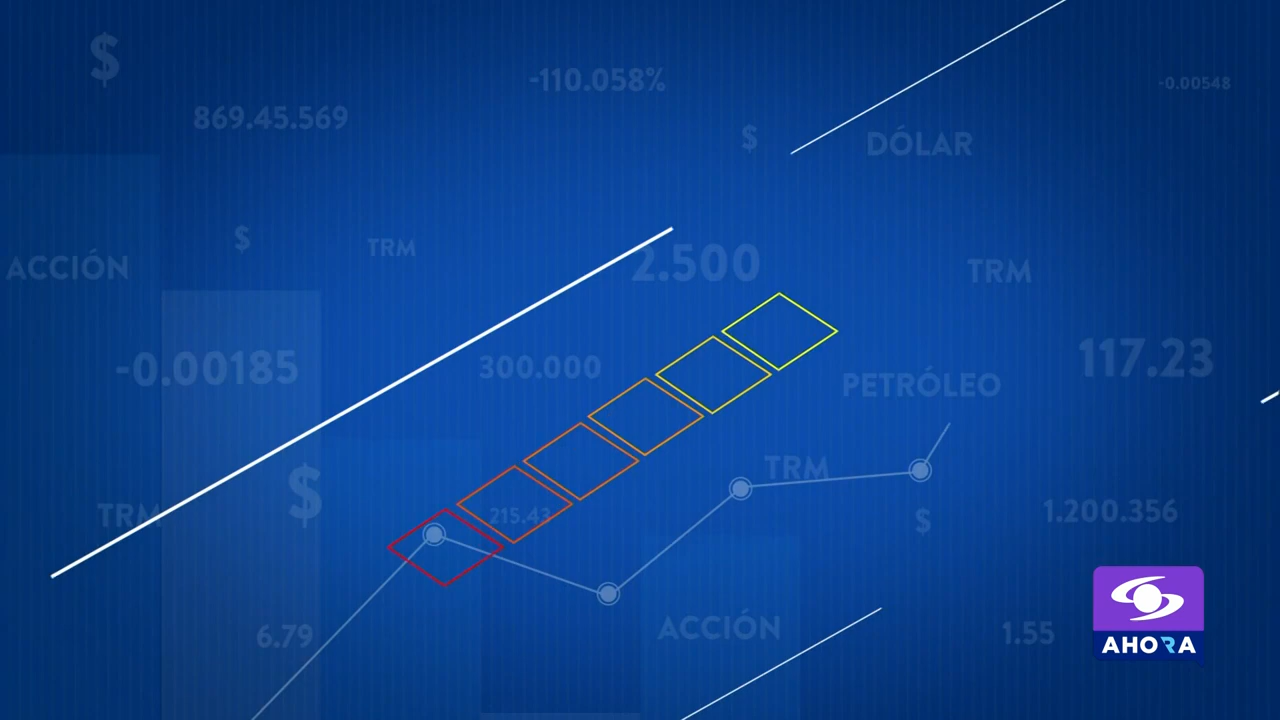 $
-110.058%
-0.00548
869.45.569
$
DÓLAR
$
TRM
ACCIÓN
2.500
TRM
-0.00185
300.000
117.23
PETRÓLEO
TRM
$
TRM
215.43
$
1.200.356
6.79
ACCIÓN
1.55
AHORA